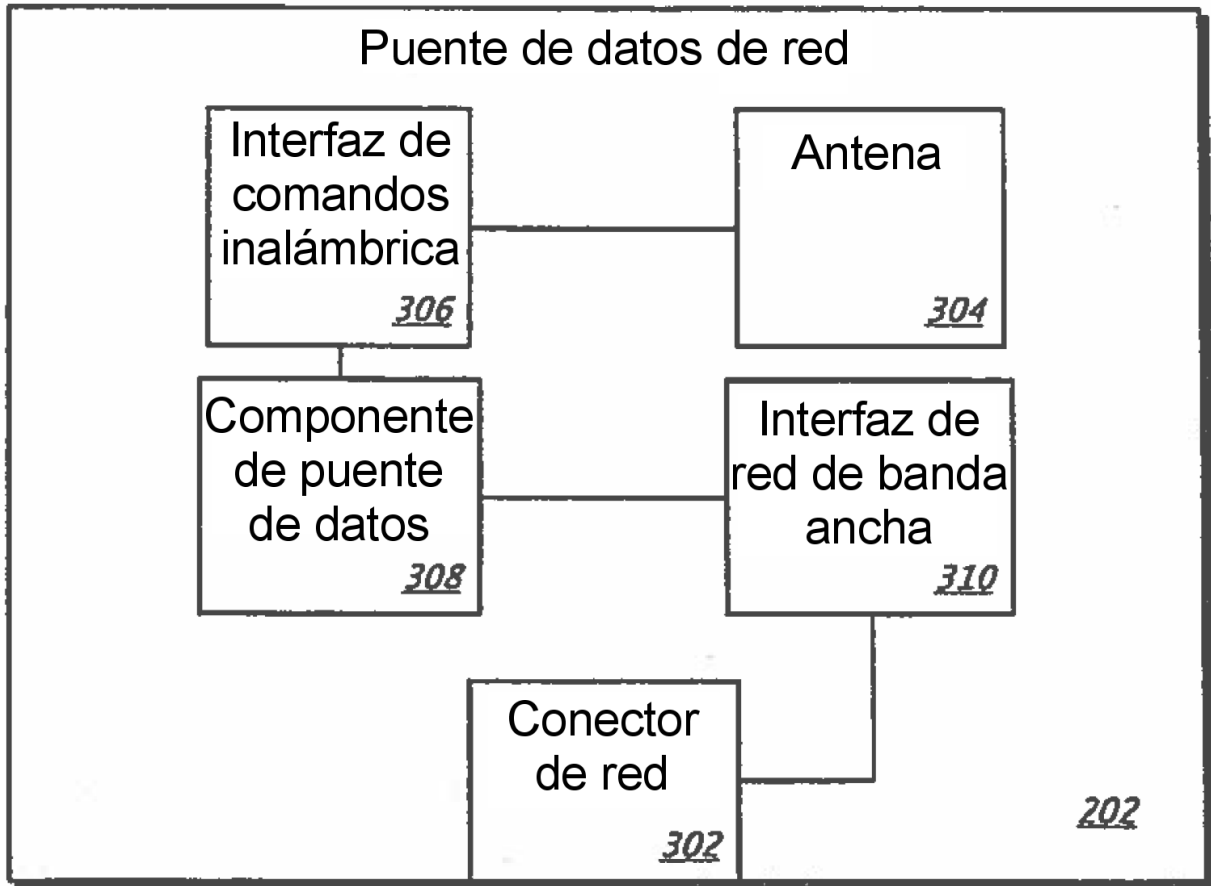 Puente de datos de red
Interfaz de
comandos
inalámbrica
306
Antena
304
Componente
de puente
de datos
308
Interfaz de
red de banda
ancha
310
Conector
de red
302
202